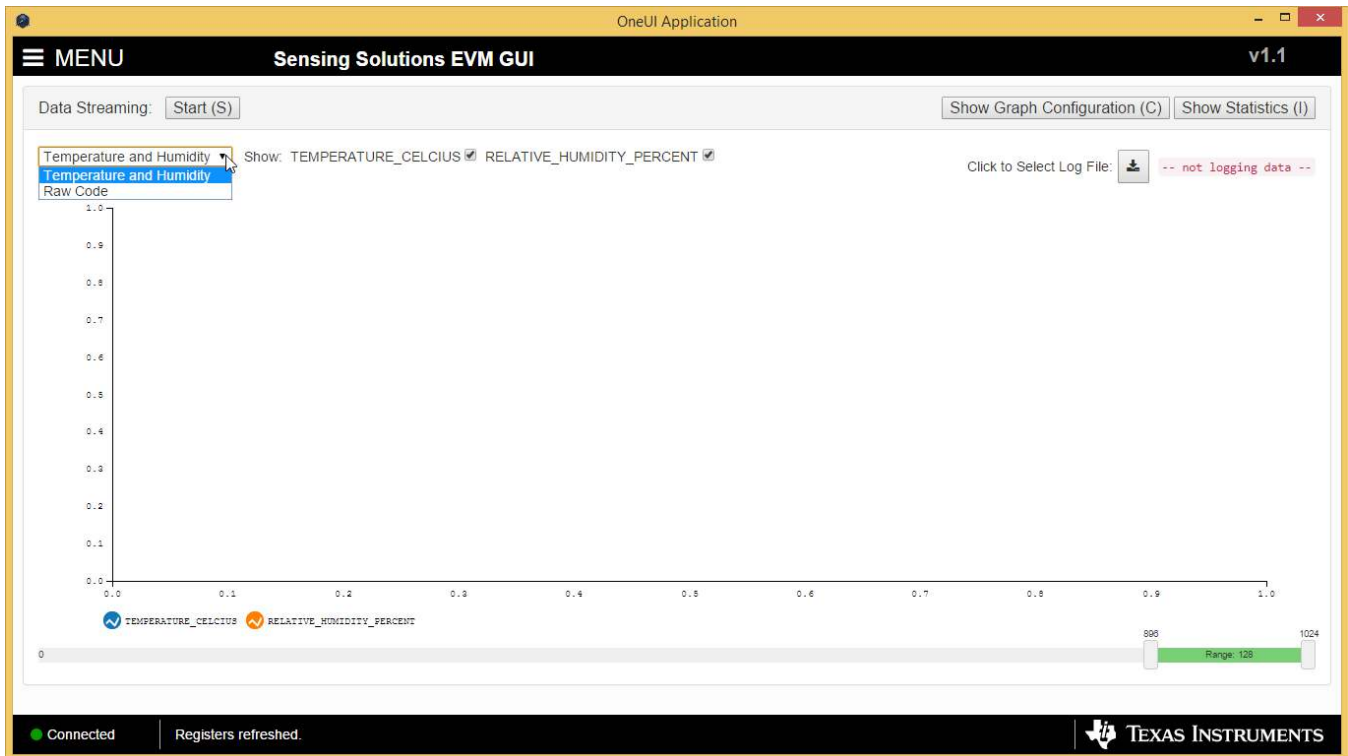 OneUI Application
MENU
Sensing Solutions EVM GUI
v1.1
Data Streaming: Start (S)
Show Graph Configuration (C) Show Statistics (I)
Temperature and Humidity Show: TEMPERATURE_CELCIUS RELATIVE_HUMIDITY_PERCENT
Temperature and Humidity
Raw Code
Click to Select Log File: -- not logging data --
1.0
0.9
0.8
0.7
0.6
0.5
0.4
0.3
0.2
0.1
0.0
0.0 0.1 0.2 0.3 0.4 0.5 0.6 0.7 0.8 0.9 1.0
TEMPERATURE_CELCIUS RELATIVE_HUMIDITY_PERCENT
896 1024
0 Range: 128
Connected Registers refreshed. TEXAS INSTRUMENTS